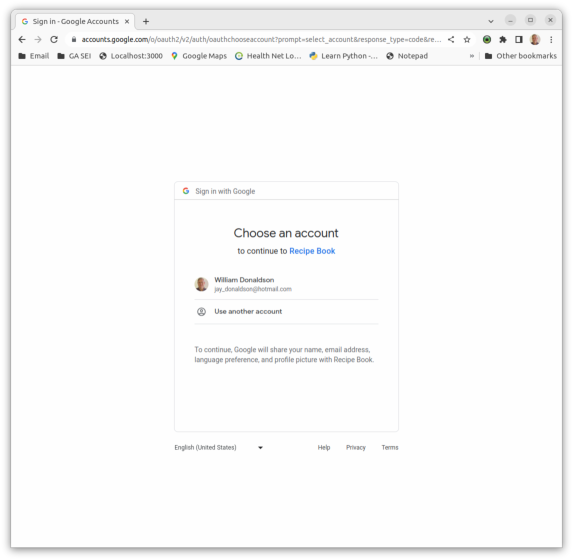 Sign in - Google Accounts
accounts.google.com/o/oauth2/v2/auth/oauthchooseaccount?prompt=select_account&response_type=code&re...
Email GA SEI Localhost:3000 Google Maps Health Net Lo... Learn Python -... Notepad » Other bookmarks
Sign in with Google
Choose an account
to continue to Recipe Book
William Donaldson
jay_donaldson@hotmail.com
Use another account
To continue, Google will share your name, email address,
language preference, and profile picture with Recipe Book.
English (United States) Help Privacy Terms